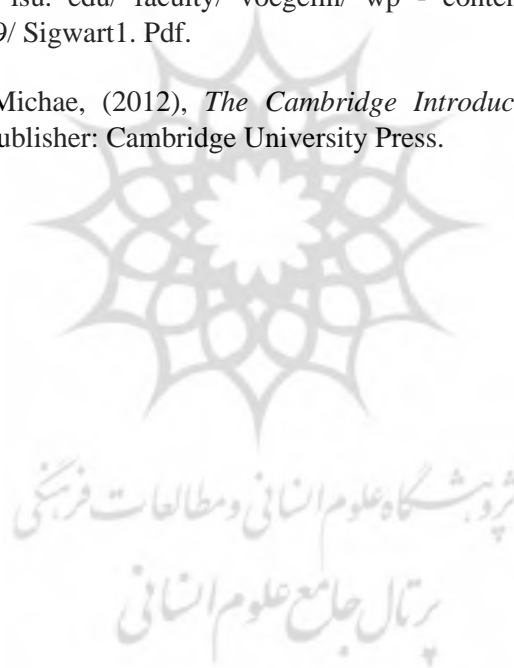 lsu. edu/ faculty/ voegelin/ wp - conten
9/ Sigwart1. Pdf.
Michae, (2012), The Cambridge Introduc
ublisher: Cambridge University Press.
پژوهشگاه علوم انسانی و مطالعات فرهنگی
پرتال جامع علوم انسانی